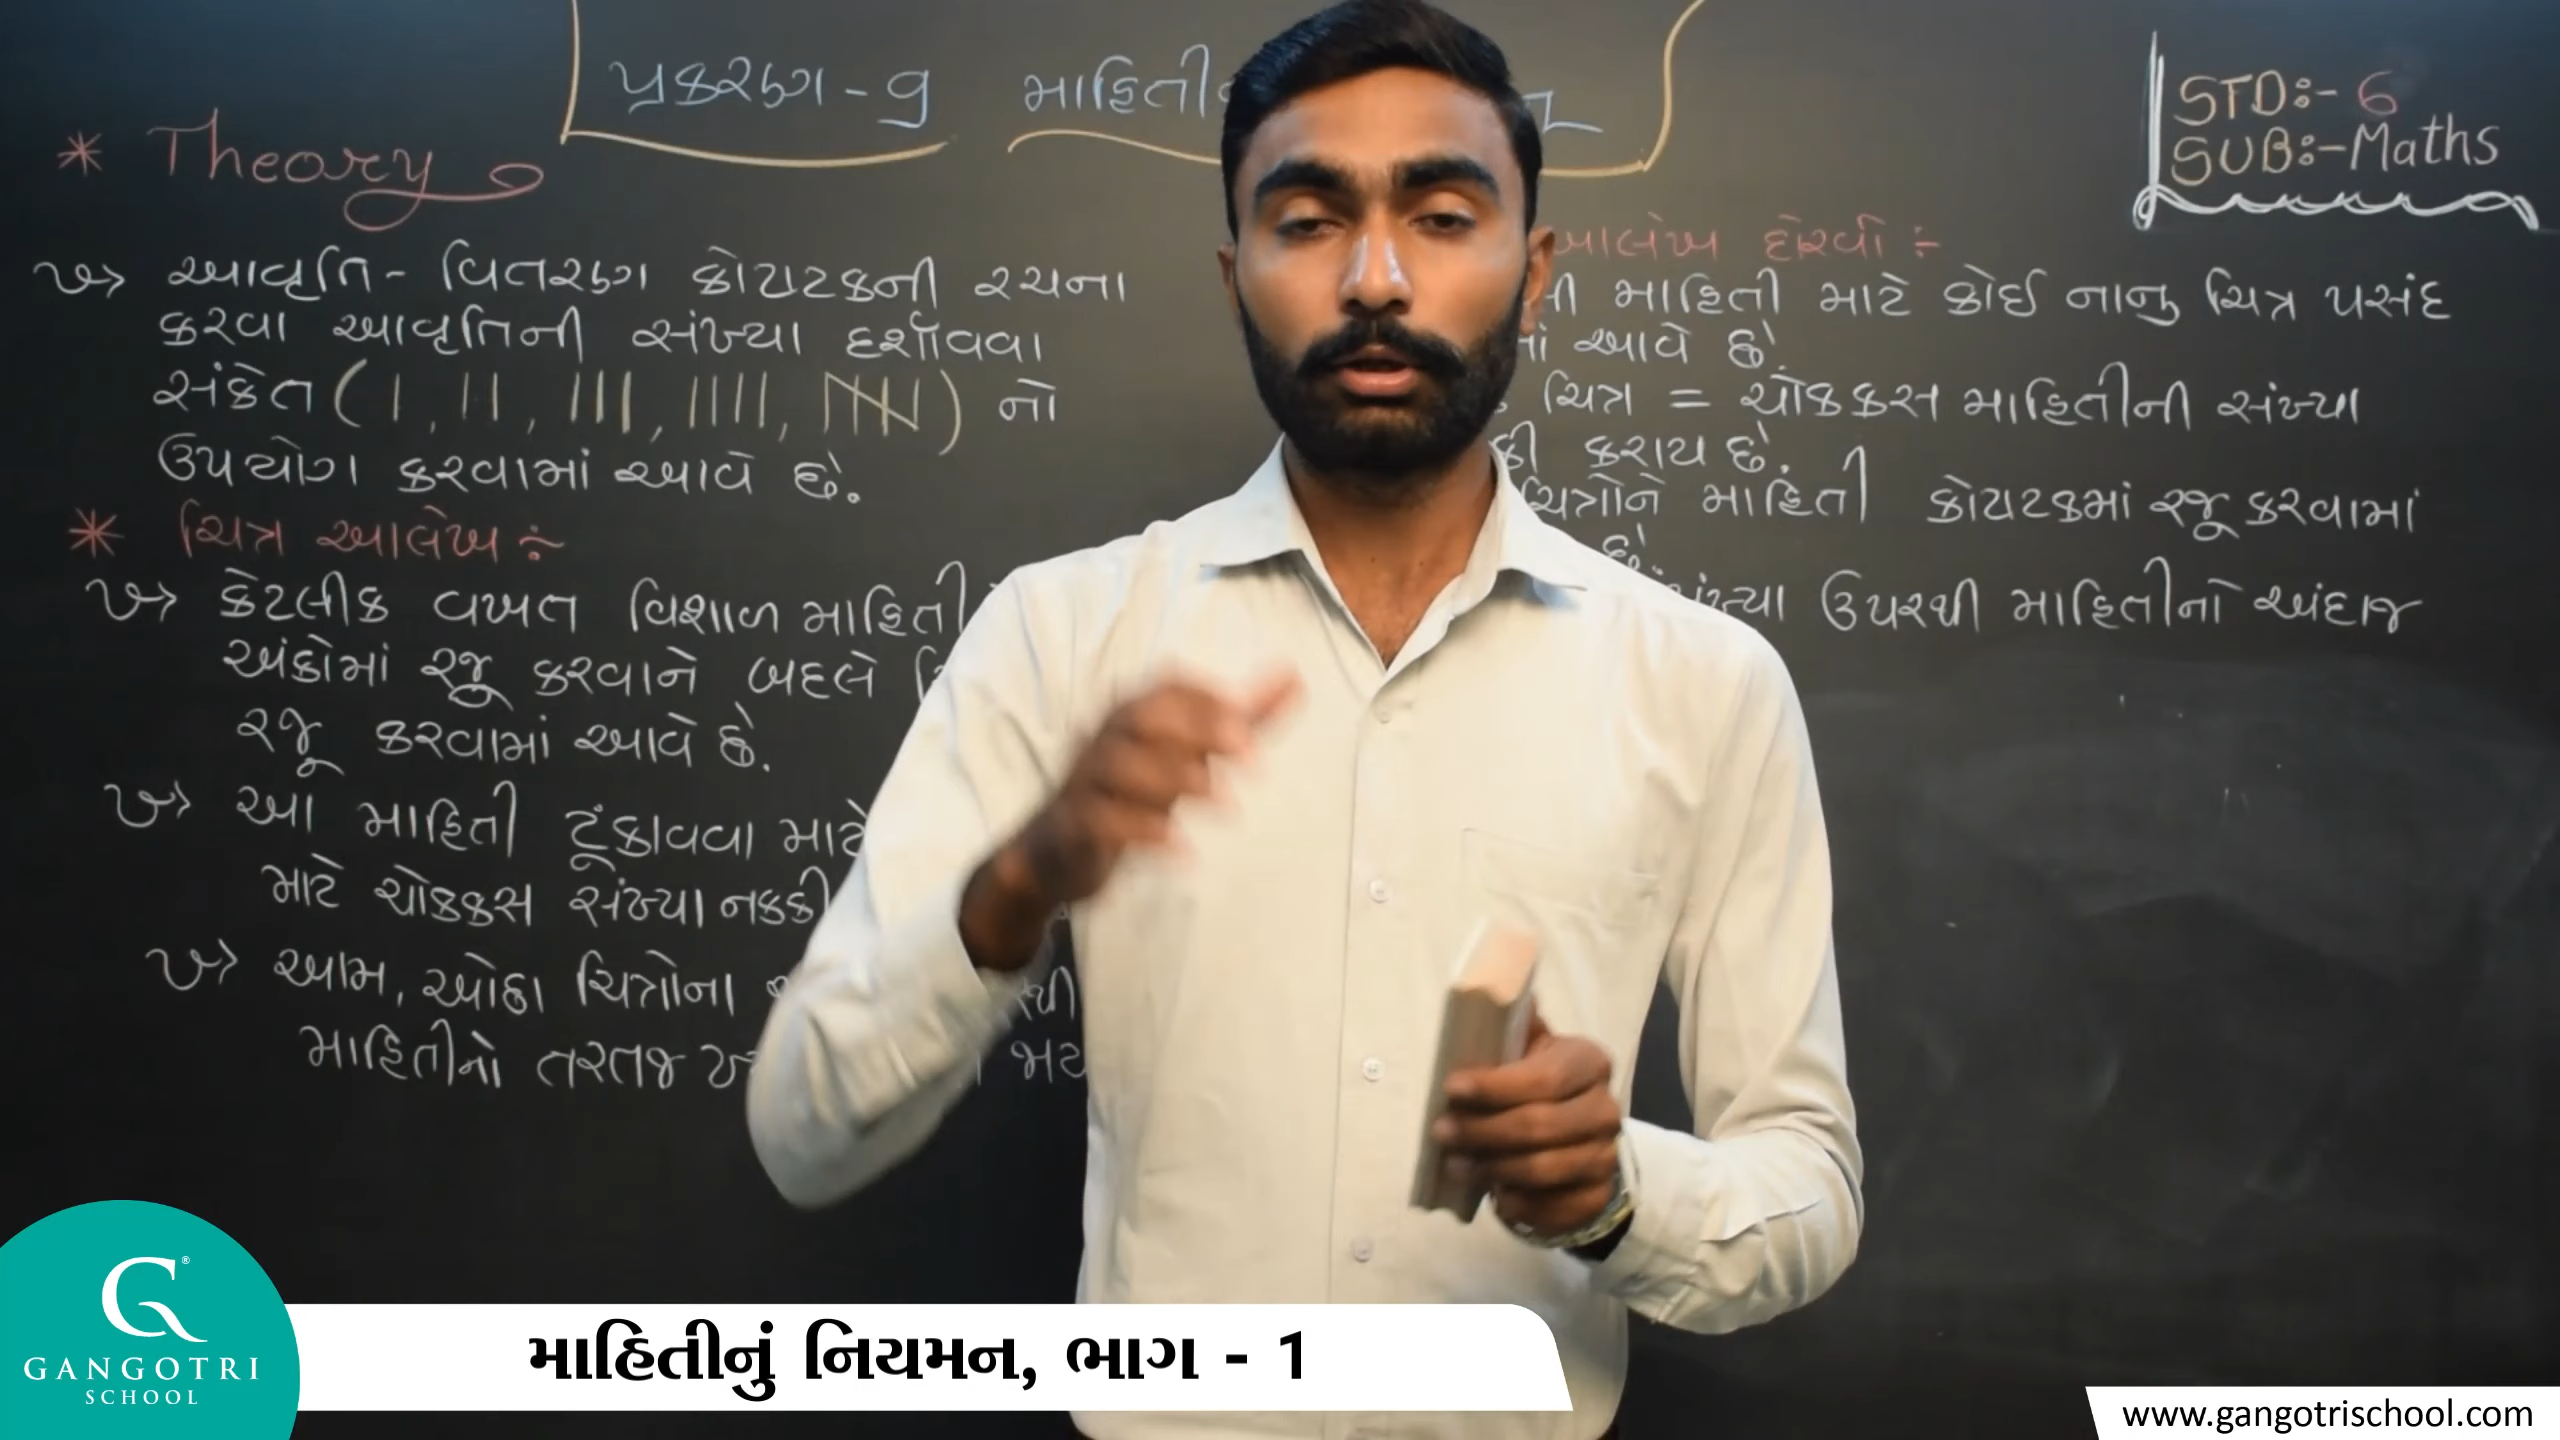 પ્રકરણ - 9 માહિતી
STD:- 6
SUB:- Maths
* Theory
→ આવૃતિ - વિતરણ કોષ્ટકની રચના
કરવા આવૃતિની સંખ્યા દર્શાવવા
સંકેત ( I , II , III , IIII , N̶I̶I̶I̶ ) નો
ઉપયોગ કરવામાં આવે છે.
* ચિત્ર આલેખ :-
→ કેટલીક વખત વિશાળ માહિતી
અંકોમાં રજુ કરવાને બદલે
રજૂ કરવામાં આવે છે.
→ આ માહિતી ટૂંકાવવા માટે
માટે ચોક્કસ સંખ્યા નક્કી
→ આમ, ઓછા ચિત્રોના
માહિતીનો તરતજ
આલેખ દોરવો :-
માહિતી માટે કોઈ નાનુ ચિત્ર પસંદ
આવે છે.
ચિત્ર = ચોક્કસ માહિતીની સંખ્યા
કરાય છે.
ચિત્રોને માહિતી કોષ્ટકમાં રજૂ કરવામાં
છે.
ઉપરથી માહિતીનો અંદાજ
GANGOTRI
SCHOOL
માહિતીનું નિયમન, ભાગ - 1
www.gangotrischool.com